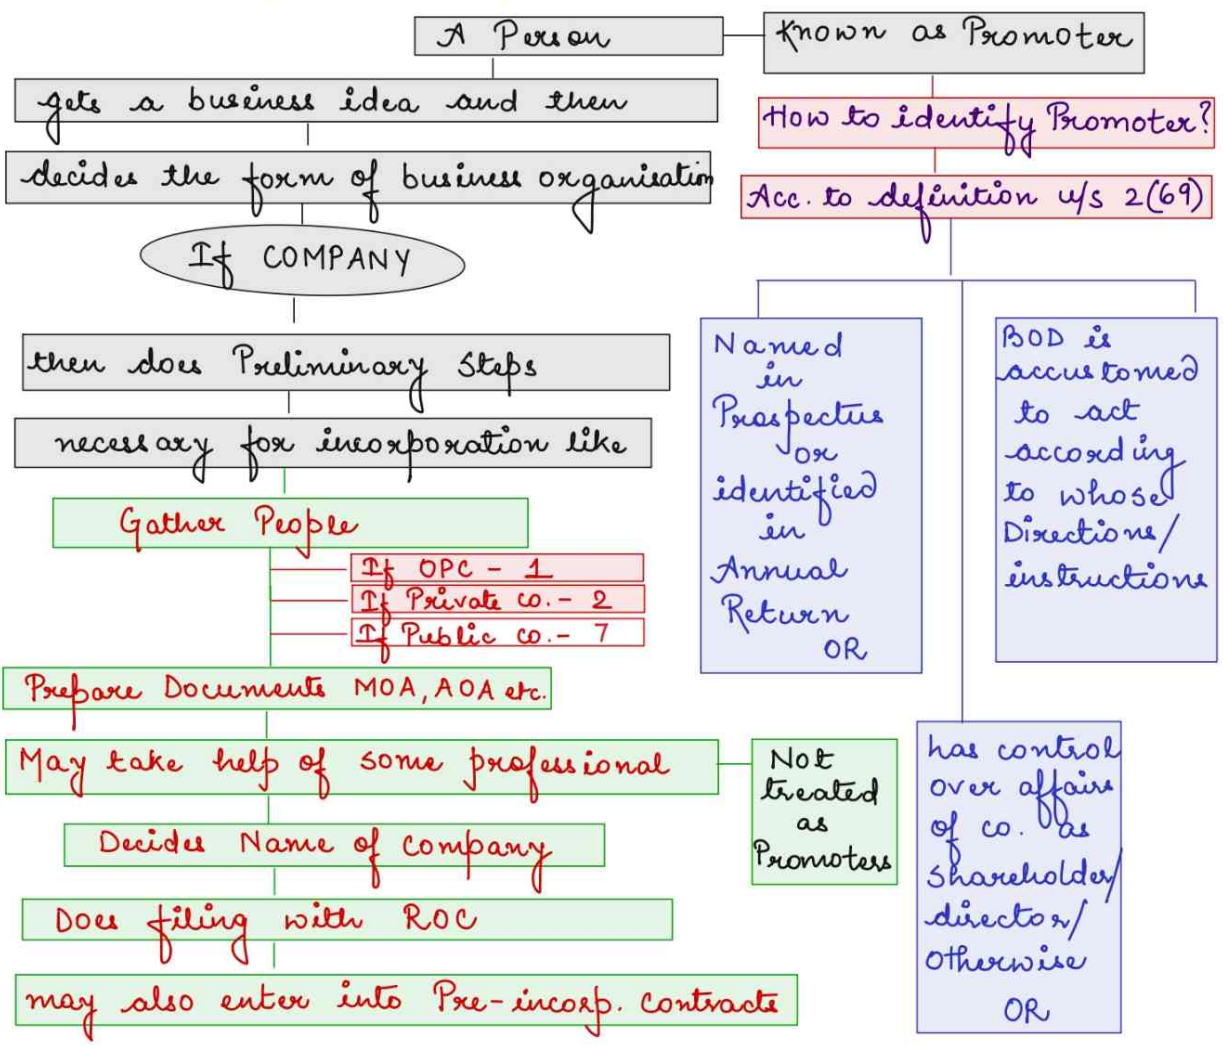 A Person
Known as Promoter
gets a business idea and then
decides the form of business organisation
If COMPANY
then does Preliminary Steps
necessary for incorporation like
Gather People
If OPC - 1
If Private co. - 2
If Public co. - 7
Prepare Documents MOA, AOA etc.
May take help of some professional
Not
treated
as
Promoters
Decides Name of company
Does filing with ROC
may also enter into Pre-incorp. contracts
How to identify Promoter?
Acc. to definition u/s 2(69)
Named
in
Prospectus
or
identified
in
Annual
Return
OR
has control
over affairs
of co. as
Shareholder/
director/
Otherwise
OR
BOD is
accustomed
to act
according
to whose
Directions/
instructions